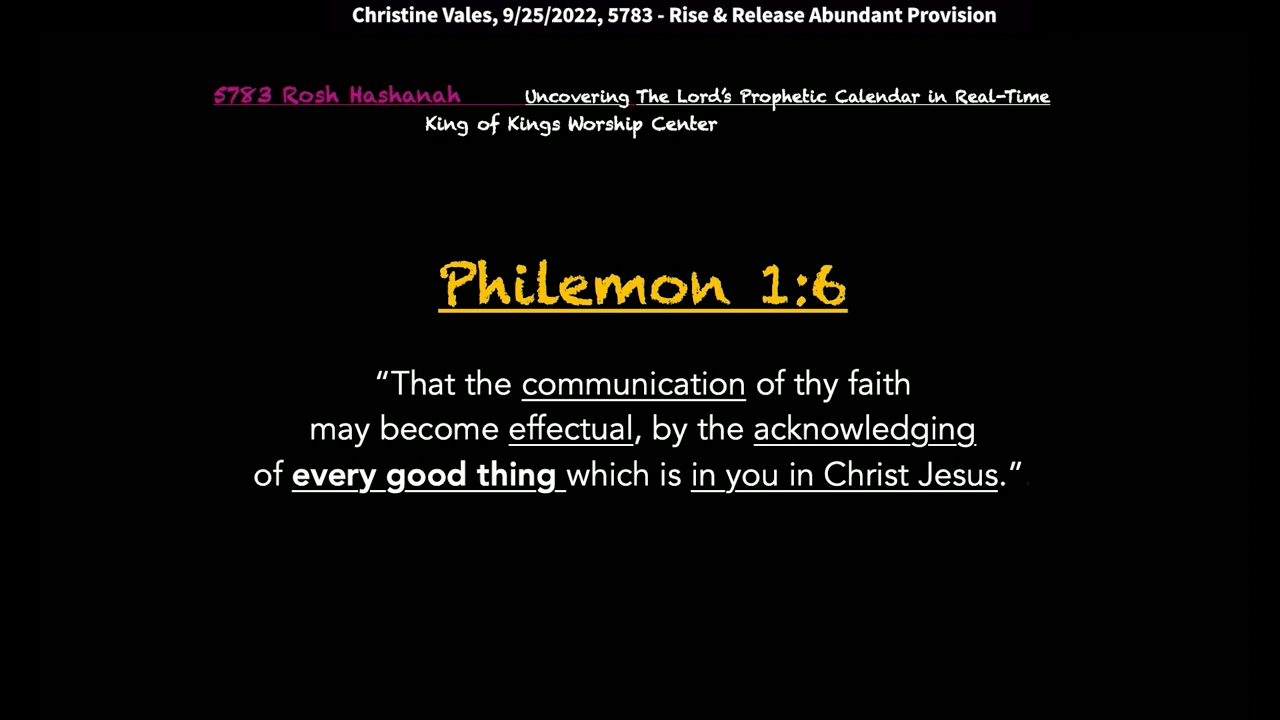 Christine Vales, 9/25/2022, 5783 - Rise & Release Abundant Provision
5783 Rosh Hashanah Uncovering The Lord's Prophetic Calendar in Real-Time
King of Kings Worship Center
Philemon 1:6
“That the communication of thy faith
may become effectual, by the acknowledging
of every good thing which is in you in Christ Jesus.”